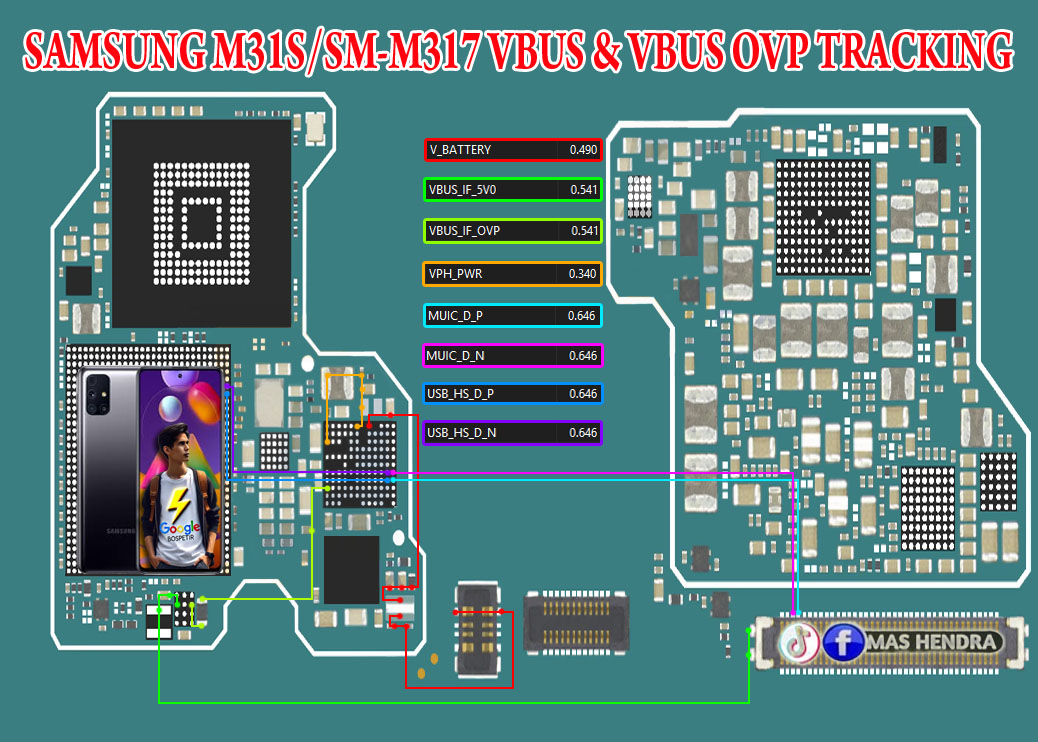 SAMSUNG M31S/SM-M317 VBUS & VBUS OVP TRACKING
V_BATTERY 0.490
VBUS_IF_5V0 0.541
VBUS_IF_OVP 0.541
VPH_PWR 0.340
MUIC_D_P 0.646
MUIC_D_N 0.646
USB_HS_D_P 0.646
USB_HS_D_N 0.646
SAMSUNG
Google
BOSPETIR
MAS HENDRA